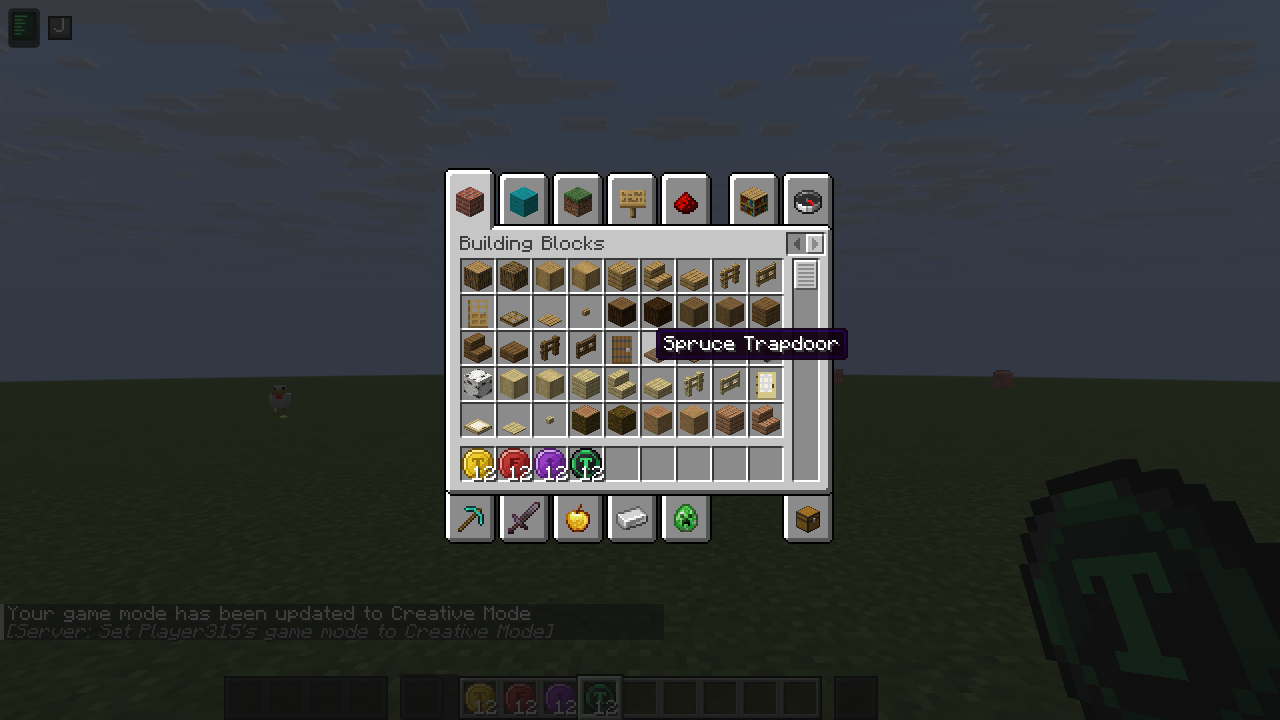 J
Building Blocks
Spruce Trapdoor
T 12 F 12 12 T 12
T
Your game mode has been updated to Creative Mode
[Server: Set Player315's game mode to Creative Mode]
T 12 F 12 12 T 12